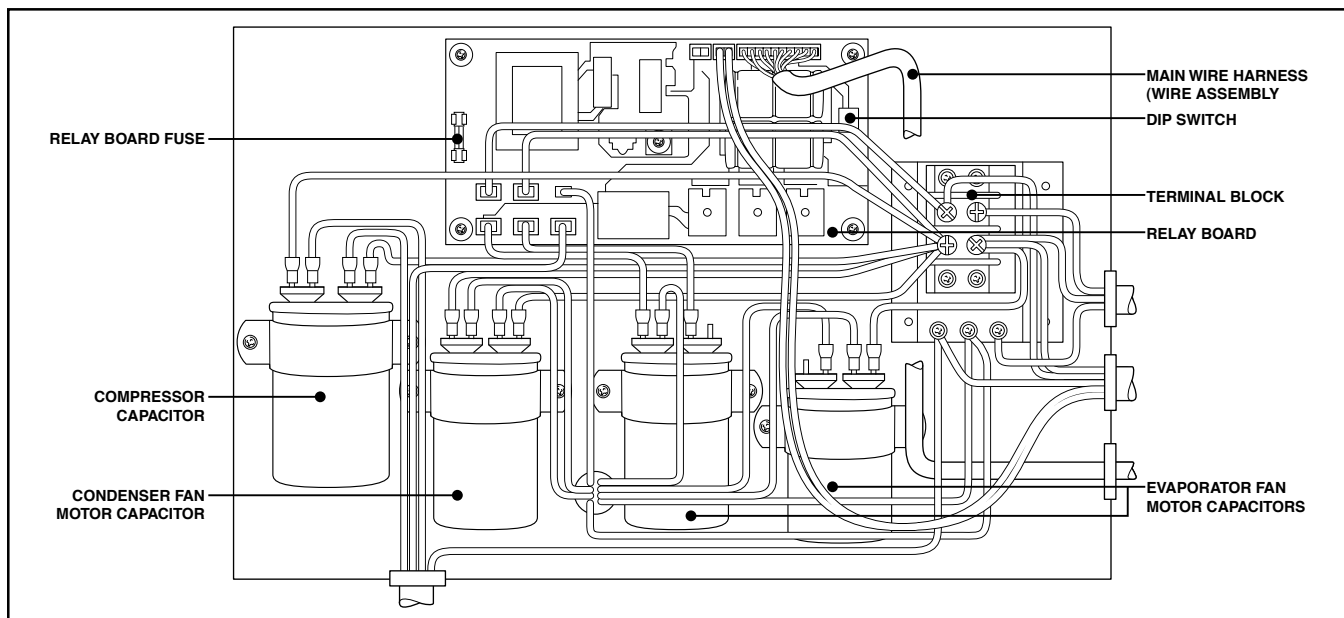 MAIN WIRE HARNESS
(WIRE ASSEMBLY
DIP SWITCH
RELAY BOARD FUSE
TERMINAL BLOCK
RELAY BOARD
COMPRESSOR
CAPACITOR
CONDENSER FAN
MOTOR CAPACITOR
EVAPORATOR FAN
MOTOR CAPACITORS